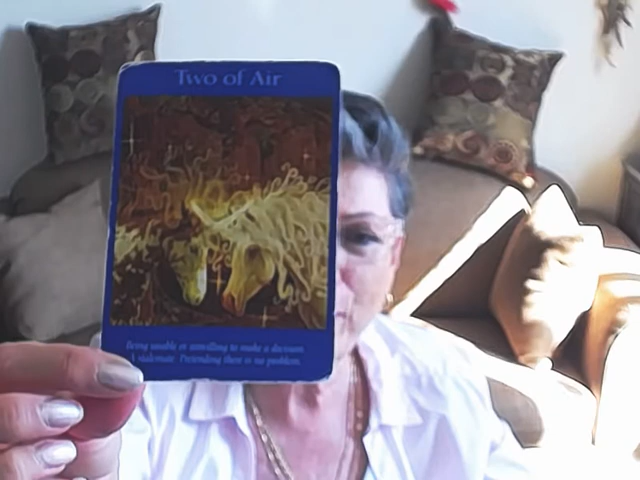 Two of Air
Being unable or unwilling to make a decision.
A stalemate. Pretending there is no problem.